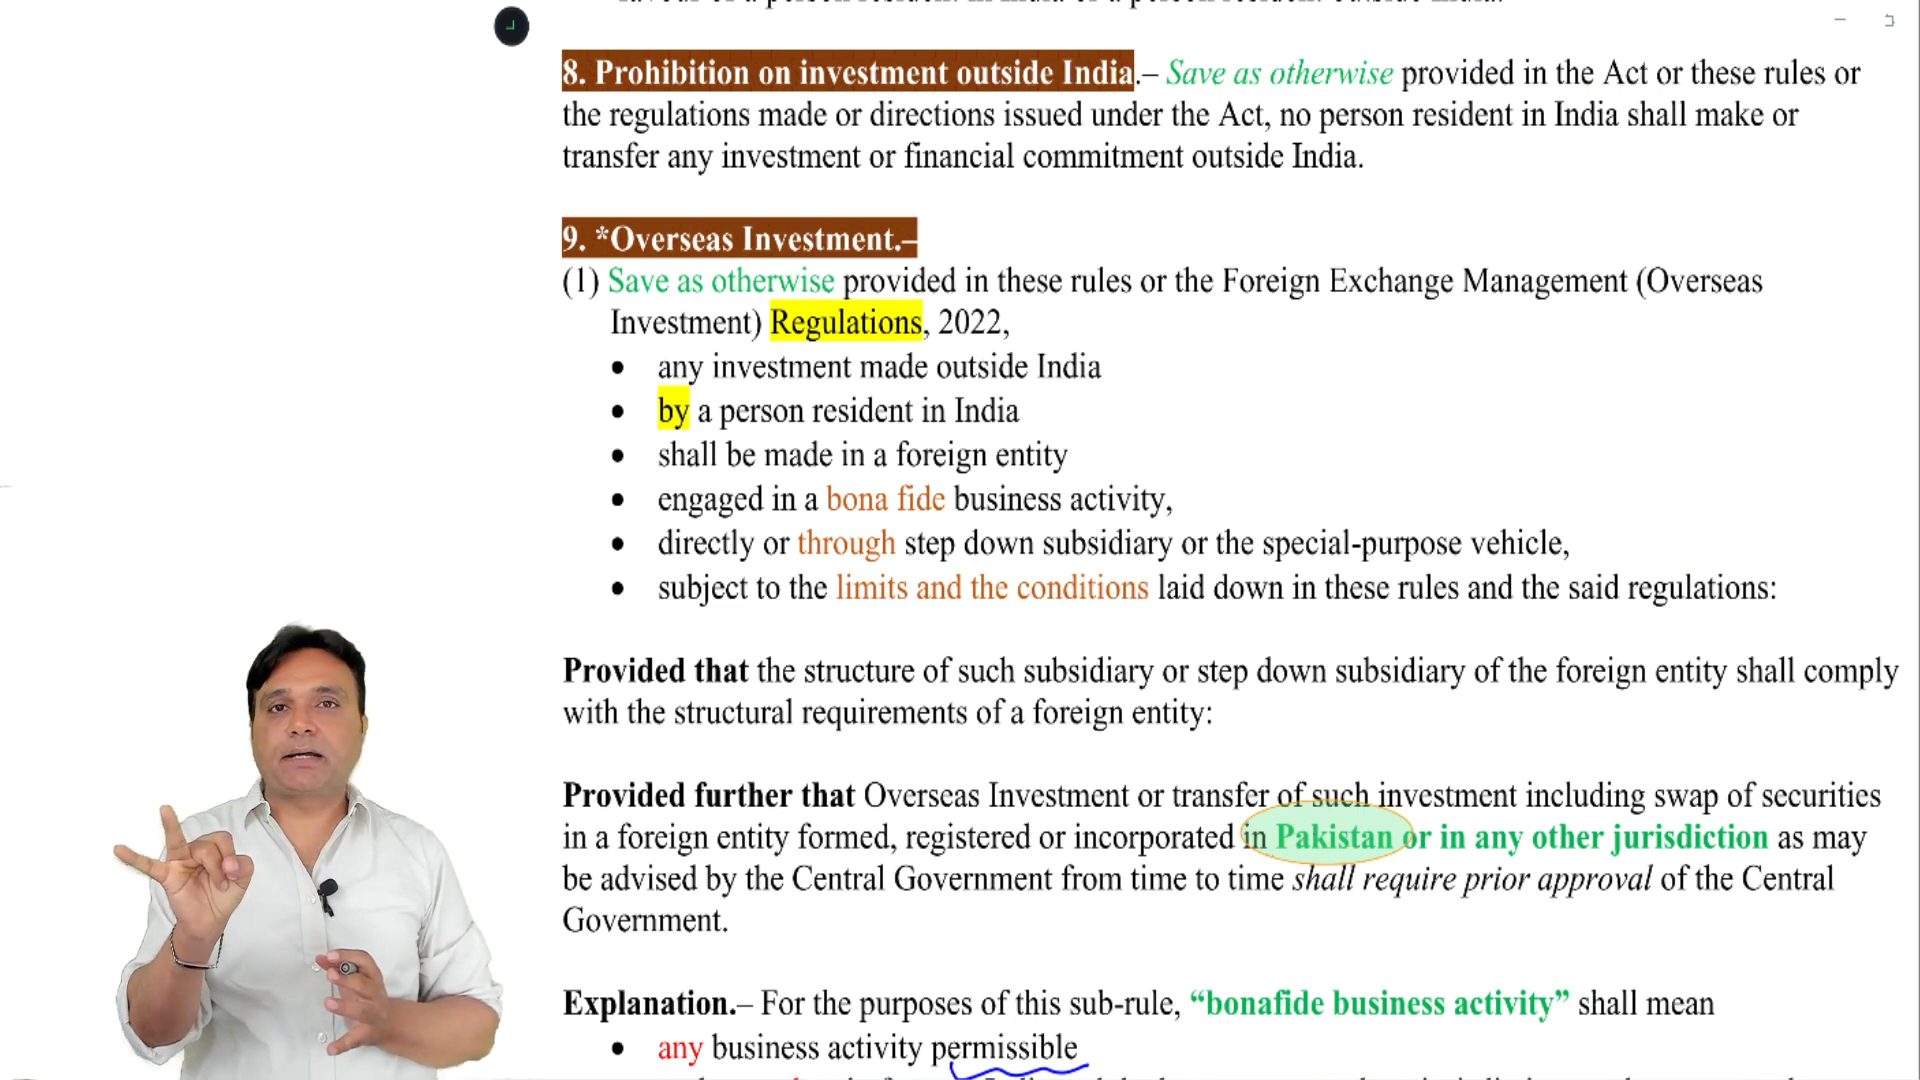 8. Prohibition on investment outside India.– Save as otherwise provided in the Act or these rules or
the regulations made or directions issued under the Act, no person resident in India shall make or
transfer any investment or financial commitment outside India.
9. *Overseas Investment.–
(1) Save as otherwise provided in these rules or the Foreign Exchange Management (Overseas
Investment) Regulations, 2022,
• any investment made outside India
• by a person resident in India
• shall be made in a foreign entity
• engaged in a bona fide business activity,
• directly or through step down subsidiary or the special-purpose vehicle,
• subject to the limits and the conditions laid down in these rules and the said regulations:
Provided that the structure of such subsidiary or step down subsidiary of the foreign entity shall comply
with the structural requirements of a foreign entity:
Provided further that Overseas Investment or transfer of such investment including swap of securities
in a foreign entity formed, registered or incorporated in Pakistan or in any other jurisdiction as may
be advised by the Central Government from time to time shall require prior approval of the Central
Government.
Explanation.– For the purposes of this sub-rule, “bonafide business activity” shall mean
• any business activity permissible